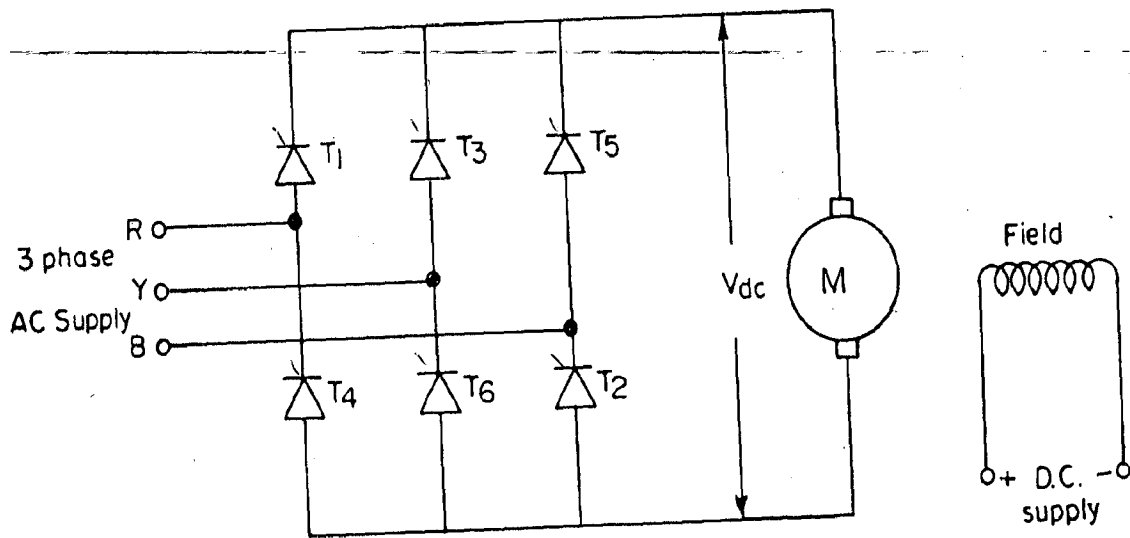 T1
T3
T5
R
3 phase
Y
AC Supply
B
T4
T6
T2
Vdc
M
Field
+ D.C. -
supply